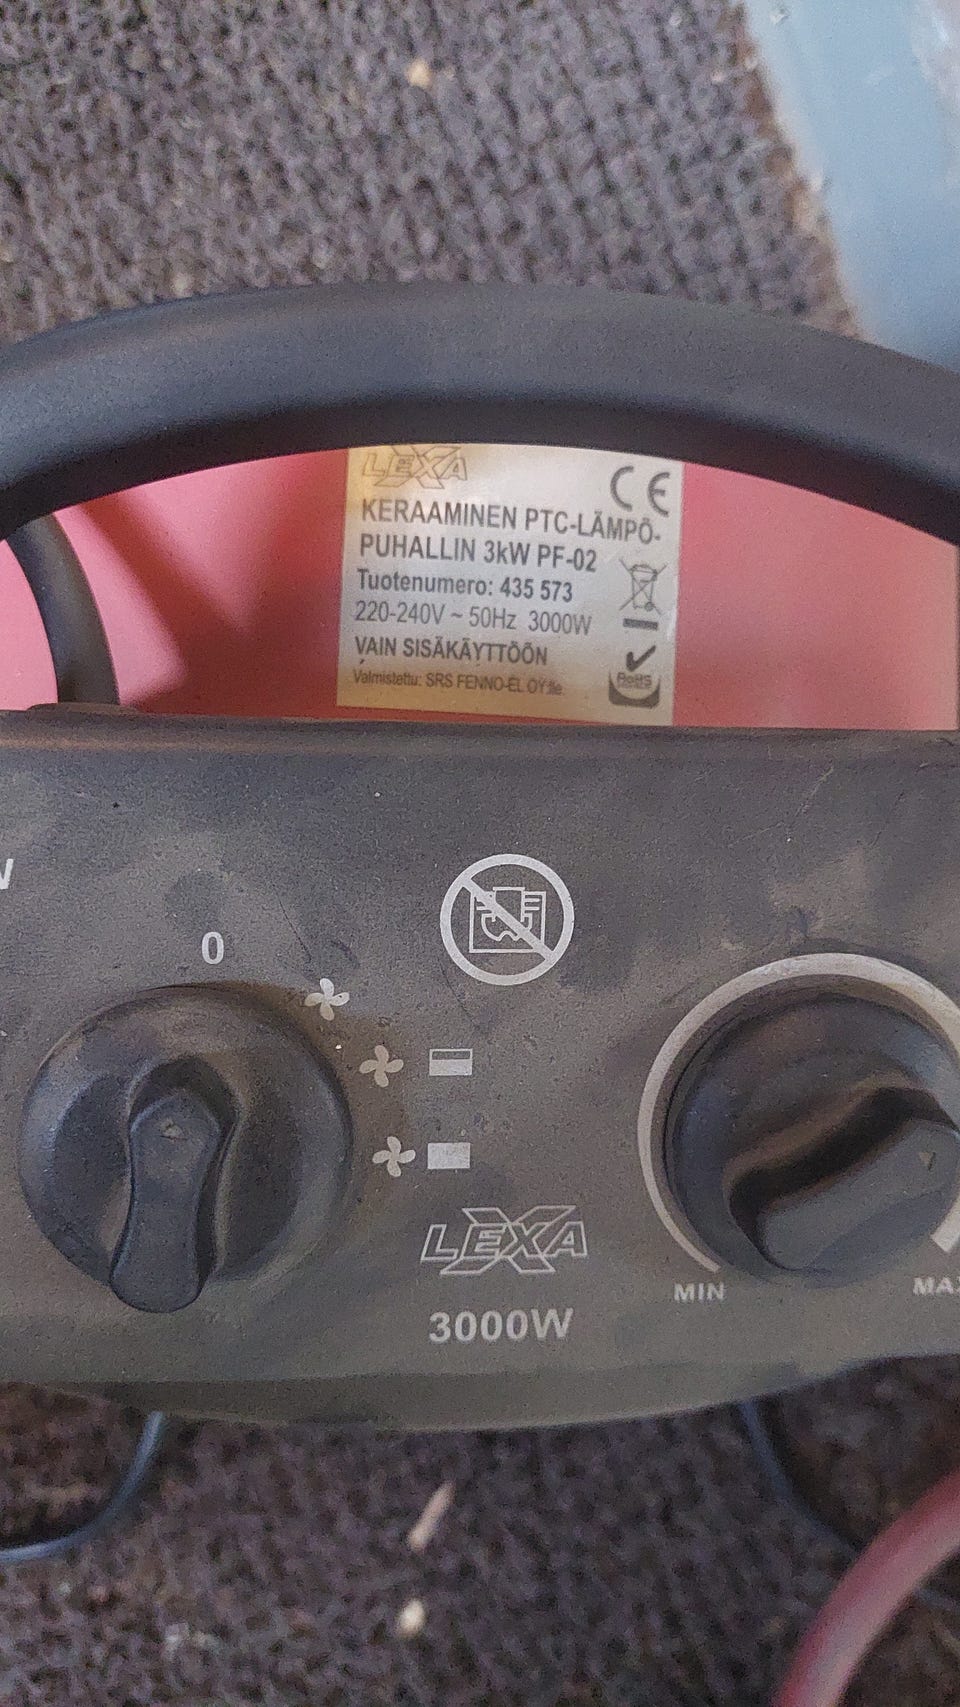 LEXA
CE
KERAAMINEN PTC-LÄMPÖ-
PUHALLIN 3kW PF-02
Tuotenumero: 435 573
220-240V ~ 50Hz 3000W
VAIN SISÄKÄYTTÖÖN
Valmistettu: SRS FENNO-EL OY:lle
RoHS
0
LEXA
3000W
MIN